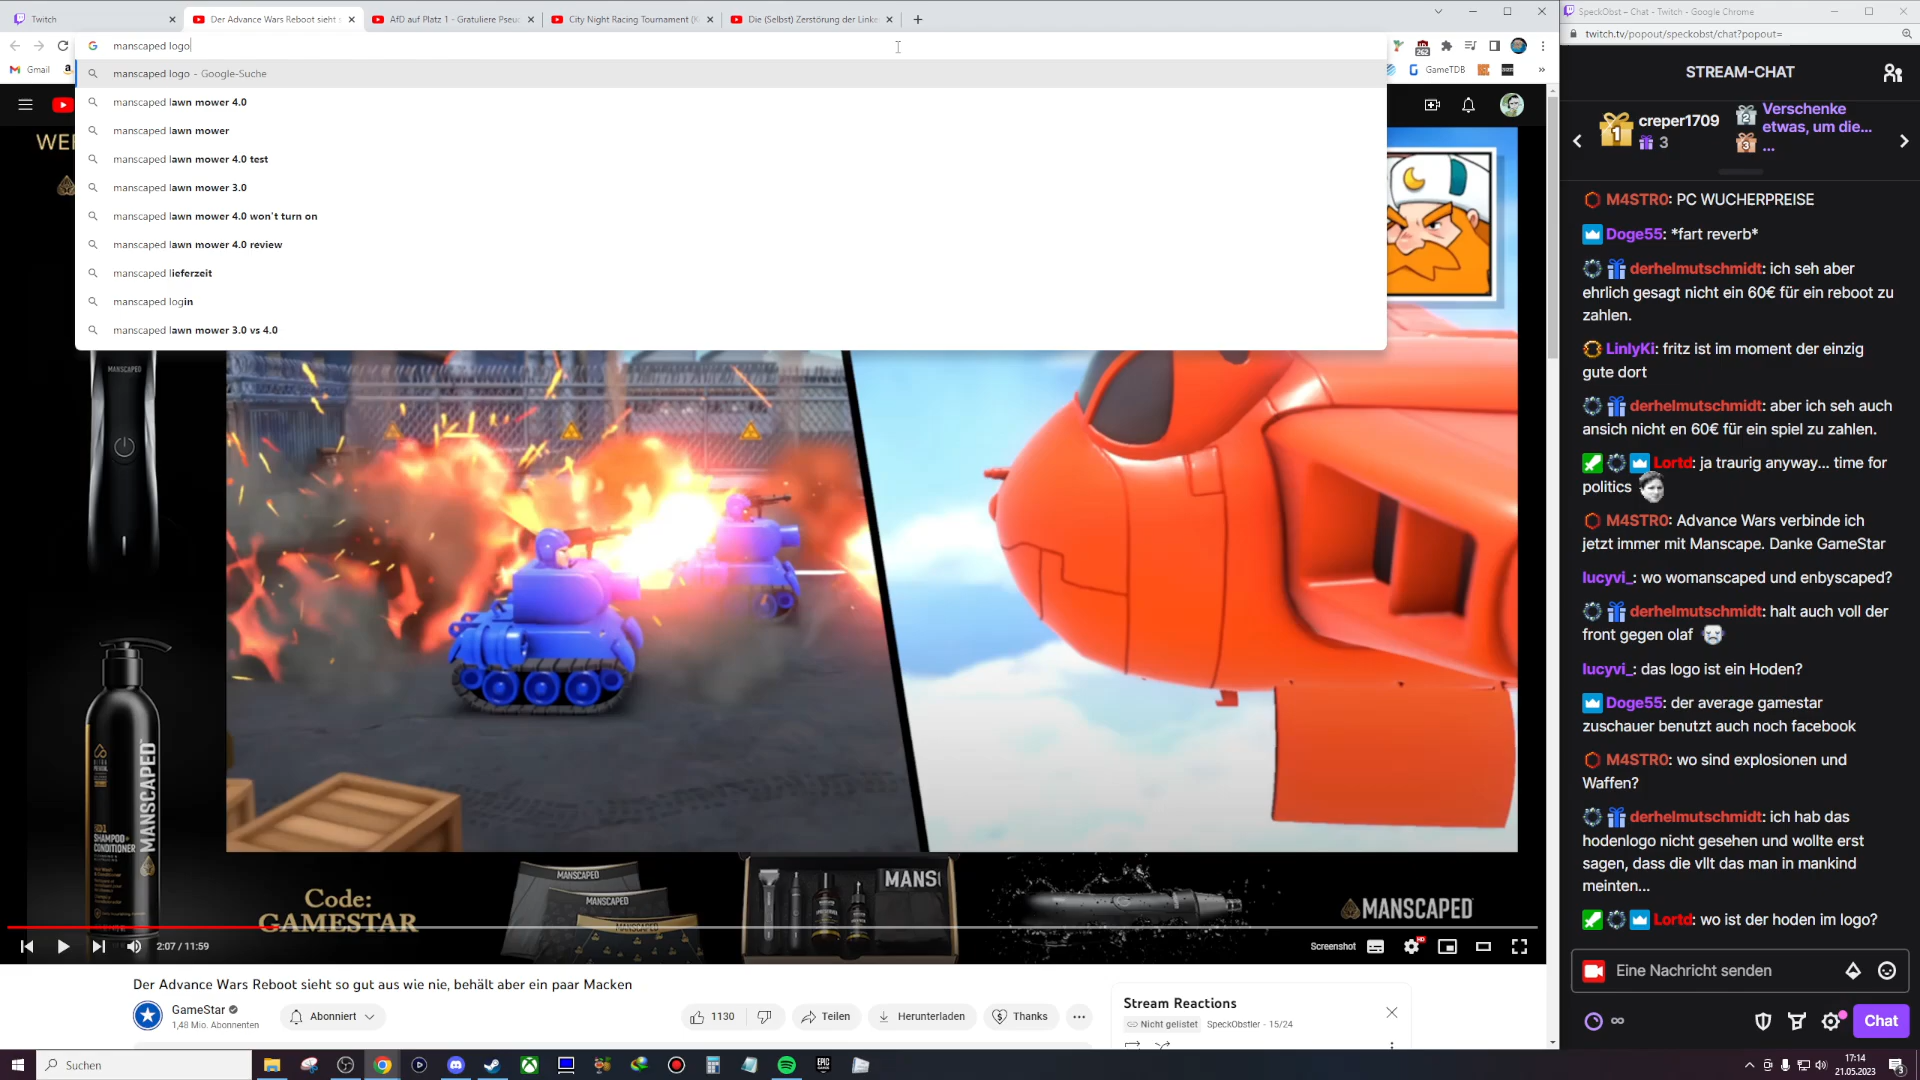 Twitch
Der Advance Wars Reboot sieht s
AfD auf Platz 1 - Gratuliere Pseud
City Night Racing Tournament (K
Die (Selbst) Zerstörung der Linke
SpeckObst – Chat - Twitch - Google Chrome
manscaped logo
twitch.tv/popout/speckobst/chat?popout=
Gmail
GameTDB
manscaped logo - Google-Suche
manscaped lawn mower 4.0
manscaped lawn mower
manscaped lawn mower 4.0 test
manscaped lawn mower 3.0
manscaped lawn mower 4.0 won't turn on
manscaped lawn mower 4.0 review
manscaped lieferzeit
manscaped login
manscaped lawn mower 3.0 vs 4.0
STREAM-CHAT
creper1709
3
Verschenke
etwas, um die...
...
M4STR0: PC WUCHERPREISE
Doge55: *fart reverb*
derhelmutschmidt: ich seh aber
ehrlich gesagt nicht ein 60€ für ein reboot zu
zahlen.
LinlyKi: fritz ist im moment der einzig
gute dort
derhelmutschmidt: aber ich seh auch
ansich nicht en 60€ für ein spiel zu zahlen.
Lortd: ja traurig anyway... time for
politics
M4STR0: Advance Wars verbinde ich
jetzt immer mit Manscape. Danke GameStar
lucyvi_: wo womanscaped und enbyscaped?
derhelmutschmidt: halt auch voll der
front gegen olaf
lucyvi_: das logo ist ein Hoden?
Doge55: der average gamestar
zuschauer benutzt auch noch facebook
M4STR0: wo sind explosionen und
Waffen?
derhelmutschmidt: ich hab das
hodenlogo nicht gesehen und wollte erst
sagen, dass die vllt das man in mankind
meinten...
Lortd: wo ist der hoden im logo?
Eine Nachricht senden
Chat
WER
MANSCAPED
SHAMPOO+
CONDITIONER
MANSCAPED
Code:
GAMESTAR
MANSCAPED
MANSCAPED
MANSCAPED
MANS
MANSCAPED
2:07 / 11:59
Screenshot
Der Advance Wars Reboot sieht so gut aus wie nie, behält aber ein paar Macken
GameStar
1,48 Mio. Abonnenten
Abonniert
1130
Teilen
Herunterladen
Thanks
Stream Reactions
Nicht gelistet
SpeckObstler - 15/24
Suchen
17:14
21.05.2023